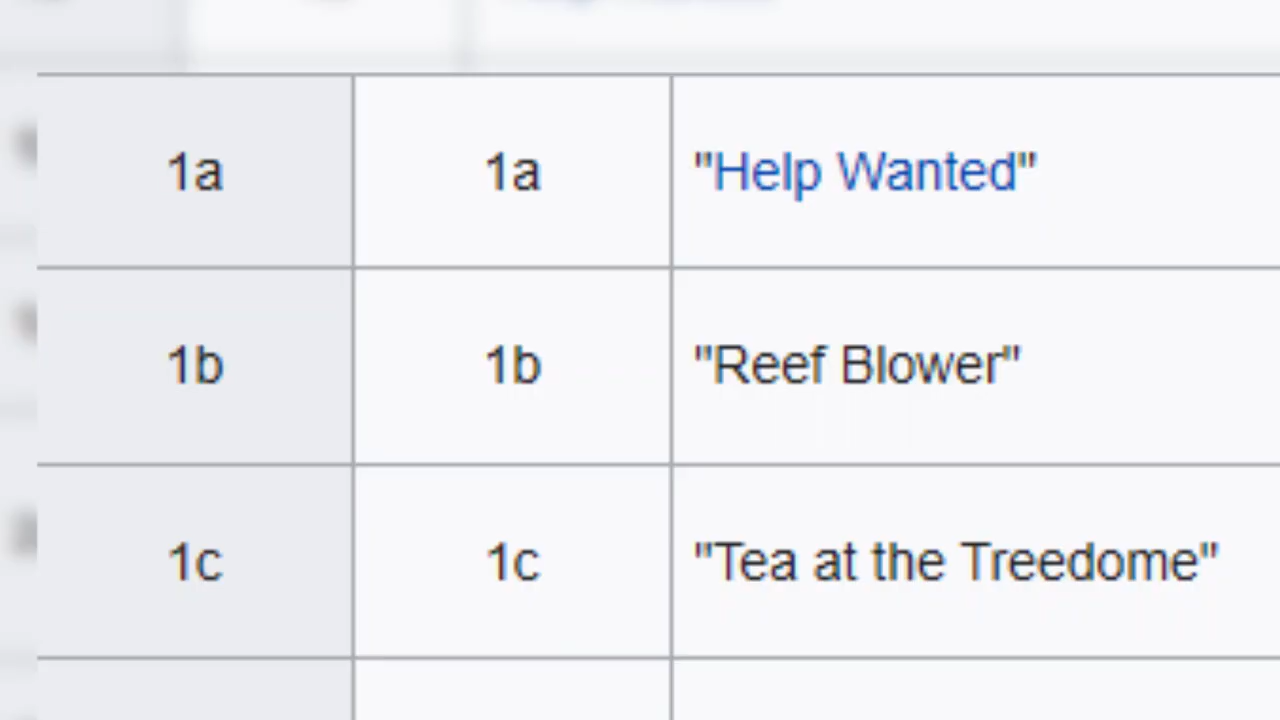 1a 1a "Help Wanted"
1b 1b "Reef Blower"
1c 1c "Tea at the Treedome"